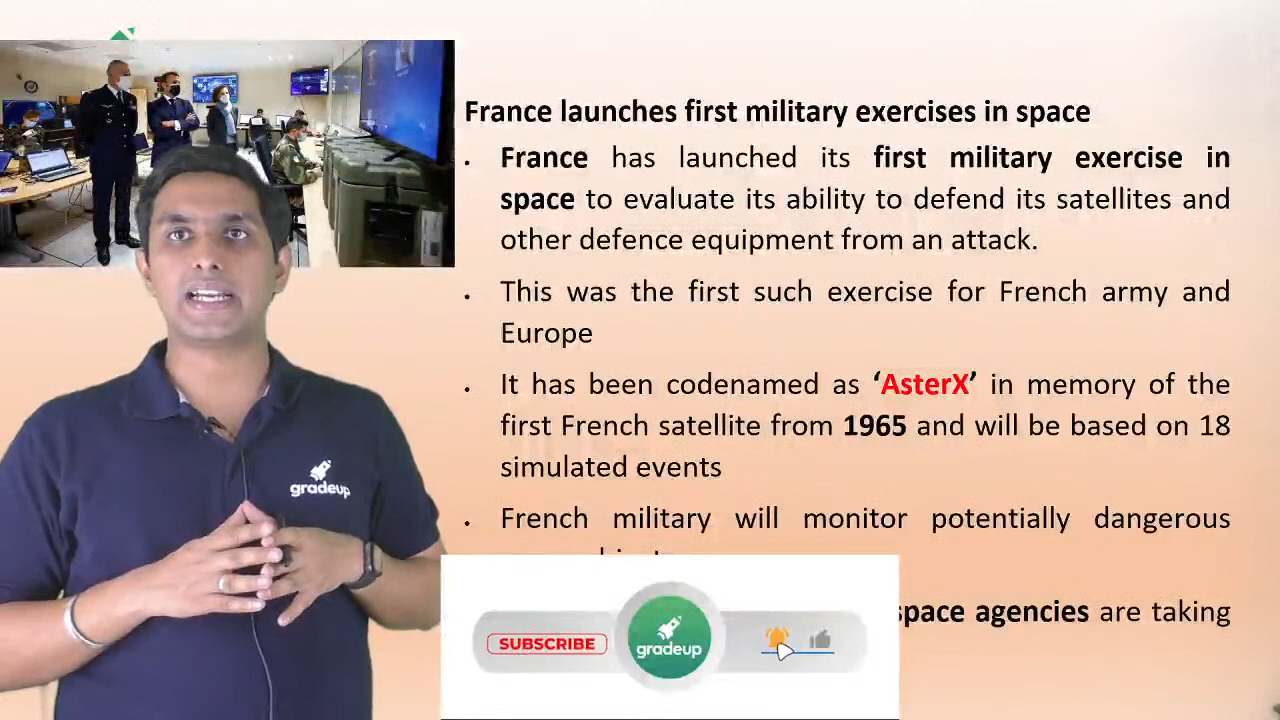 France launches first military exercises in space
• France has launched its first military exercise in
space to evaluate its ability to defend its satellites and
other defence equipment from an attack.
• This was the first such exercise for French army and
Europe
• It has been codenamed as ‘AsterX’ in memory of the
first French satellite from 1965 and will be based on 18
simulated events
• French military will monitor potentially dangerous
space agencies are taking
gradeup
SUBSCRIBE
gradeup